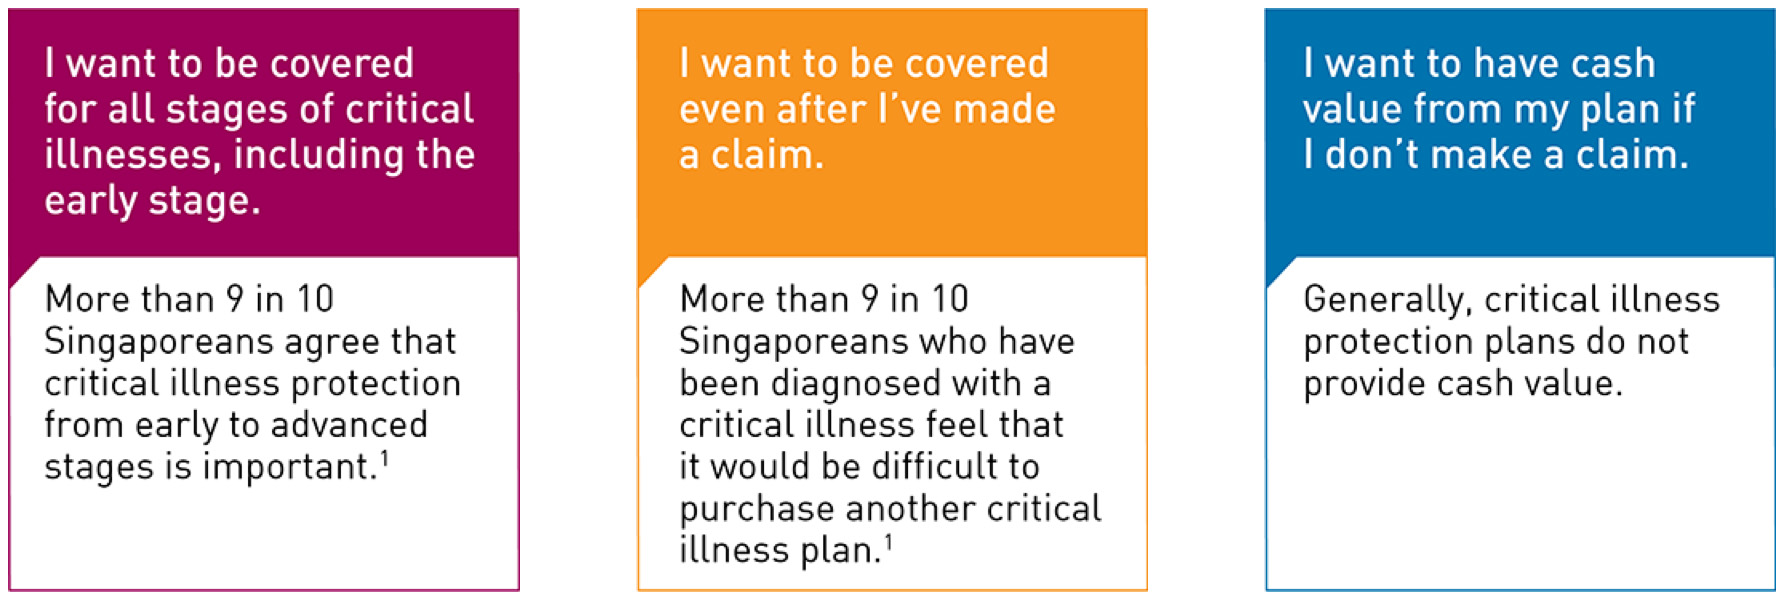 I want to be covered
for all stages of critical
illnesses, including the
early stage.
More than 9 in 10
Singaporeans agree that
critical illness protection
from early to advanced
stages is important.¹
I want to be covered
even after I’ve made
a claim.
More than 9 in 10
Singaporeans who have
been diagnosed with a
critical illness feel that
it would be difficult to
purchase another critical
illness plan.¹
I want to have cash
value from my plan if
I don’t make a claim.
Generally, critical illness
protection plans do not
provide cash value.